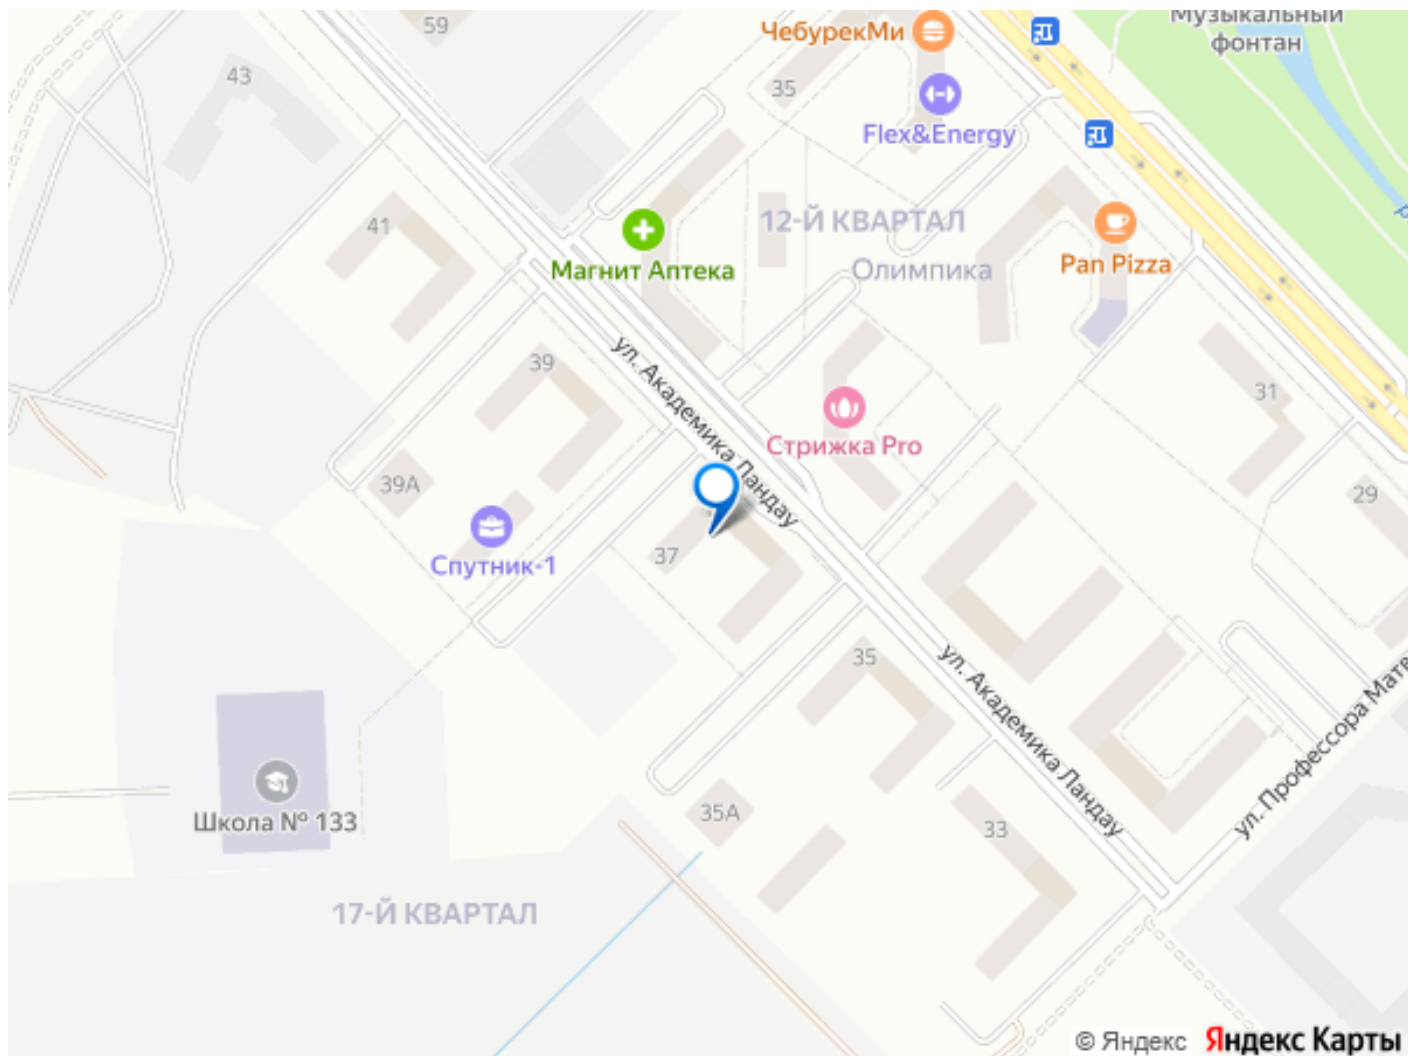 59
ЧебурекМи
Музыкальный
фонтан
43
35
Flex&Energy
41
12-Й КВАРТАЛ
Магнит Аптека
Олимпика
Pan Pizza
39
ул. Академика Ландау
31
Стрижка Pro
39А
29
Спутник-1
37
35
ул. Академика Ландау
ул. Профессора Мате
Школа № 133
35А
33
17-Й КВАРТАЛ
© Яндекс Яндекс Карты